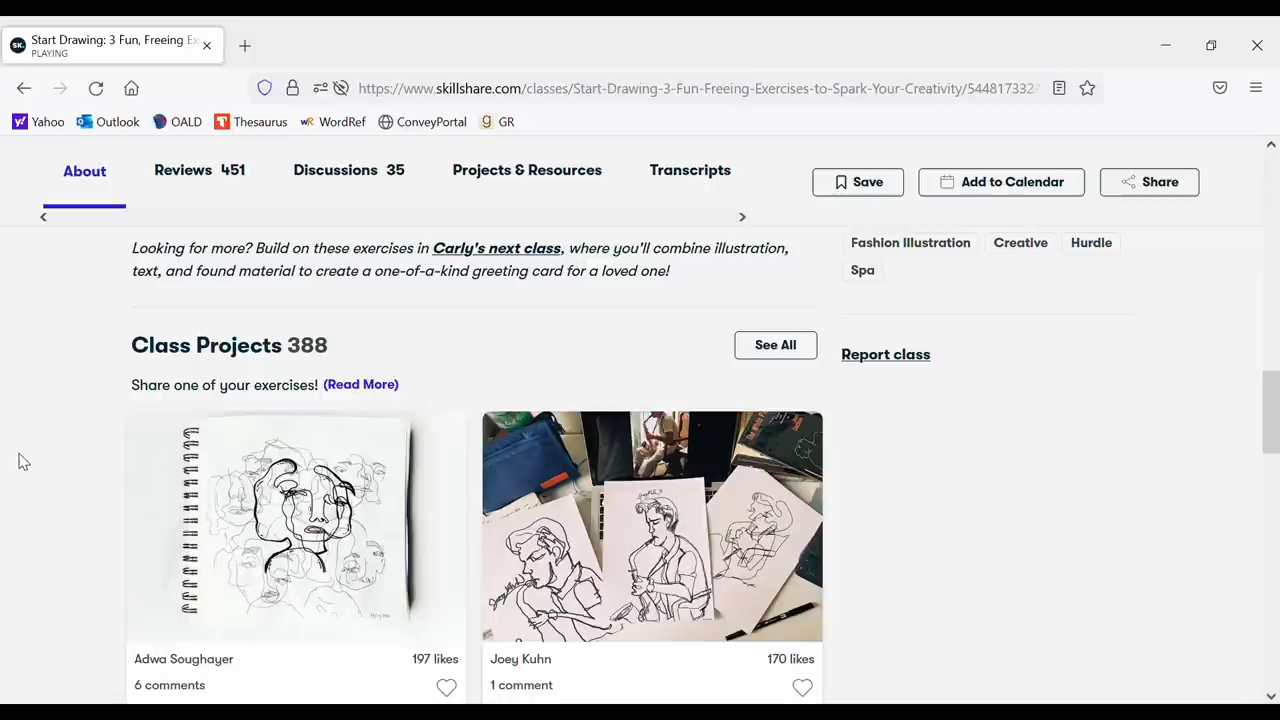 Start Drawing: 3 Fun, Freeing Ex
PLAYING
https://www.skillshare.com/classes/Start-Drawing-3-Fun-Freeing-Exercises-to-Spark-Your-Creativity/544817332
Yahoo Outlook OALD Thesaurus WordRef ConveyPortal GR
About Reviews 451 Discussions 35 Projects & Resources Transcripts
Save Add to Calendar Share
Looking for more? Build on these exercises in Carly's next class, where you'll combine illustration,
text, and found material to create a one-of-a-kind greeting card for a loved one!
Fashion Illustration Creative Hurdle
Spa
Class Projects 388
See All
Report class
Share one of your exercises! (Read More)
Adwa Soughayer 197 likes
6 comments
Joey Kuhn 170 likes
1 comment